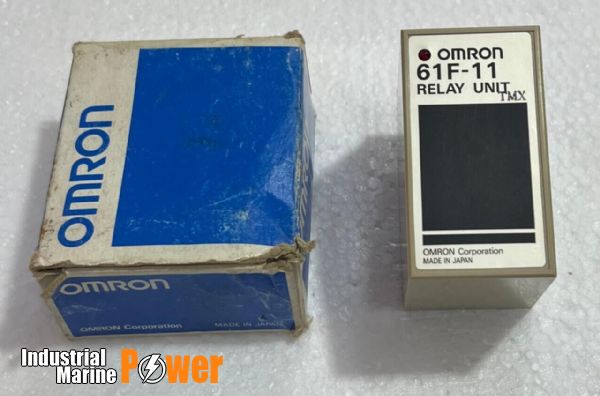 OMRON
OMRON
OMRON Corporation
MADE IN JAPAN
OMRON
61F-11
RELAY UNIT
TMX
OMRON Corporation
MADE IN JAPAN
Industrial
Marine
Power